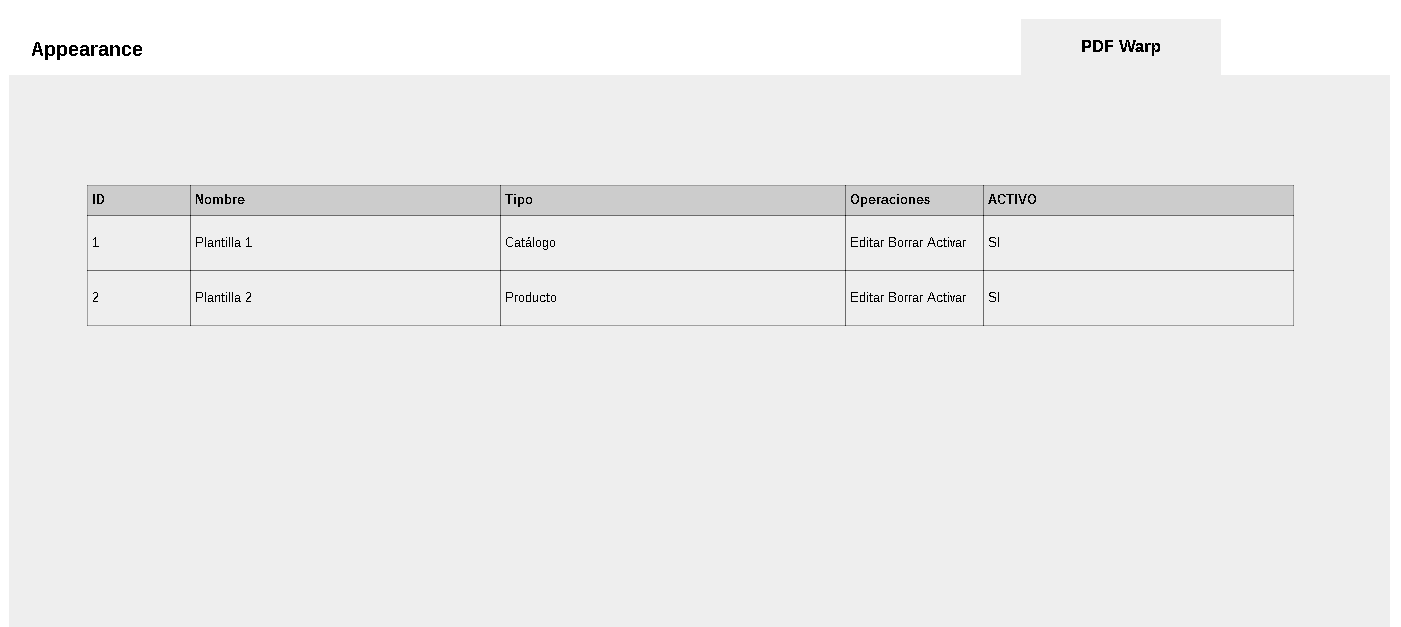 Appearance
PDF Warp
ID Nombre Tipo Operaciones ACTIVO
1 Plantilla 1 Catálogo Editar Borrar Activar SI
2 Plantilla 2 Producto Editar Borrar Activar SI